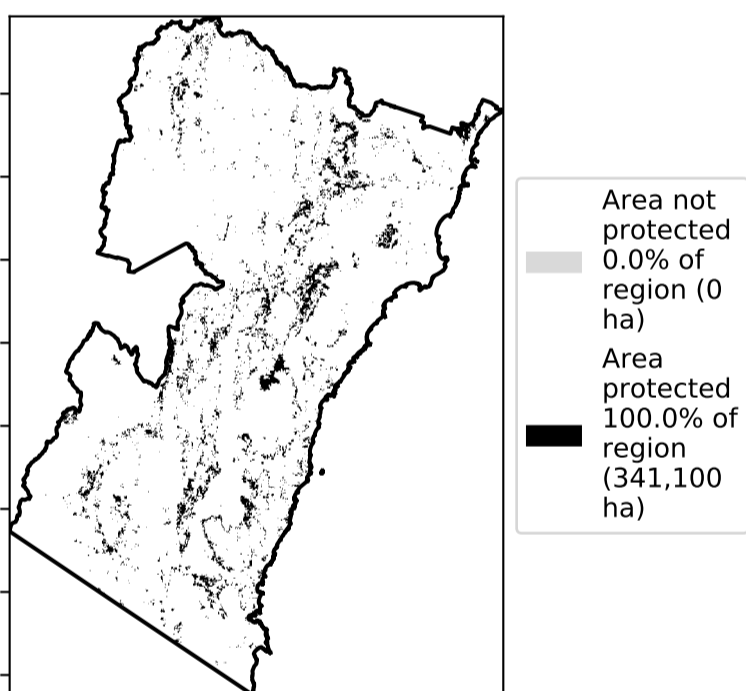 Area not
protected
0.0% of
region (0
ha)
Area
protected
100.0% of
region
(341,100
ha)